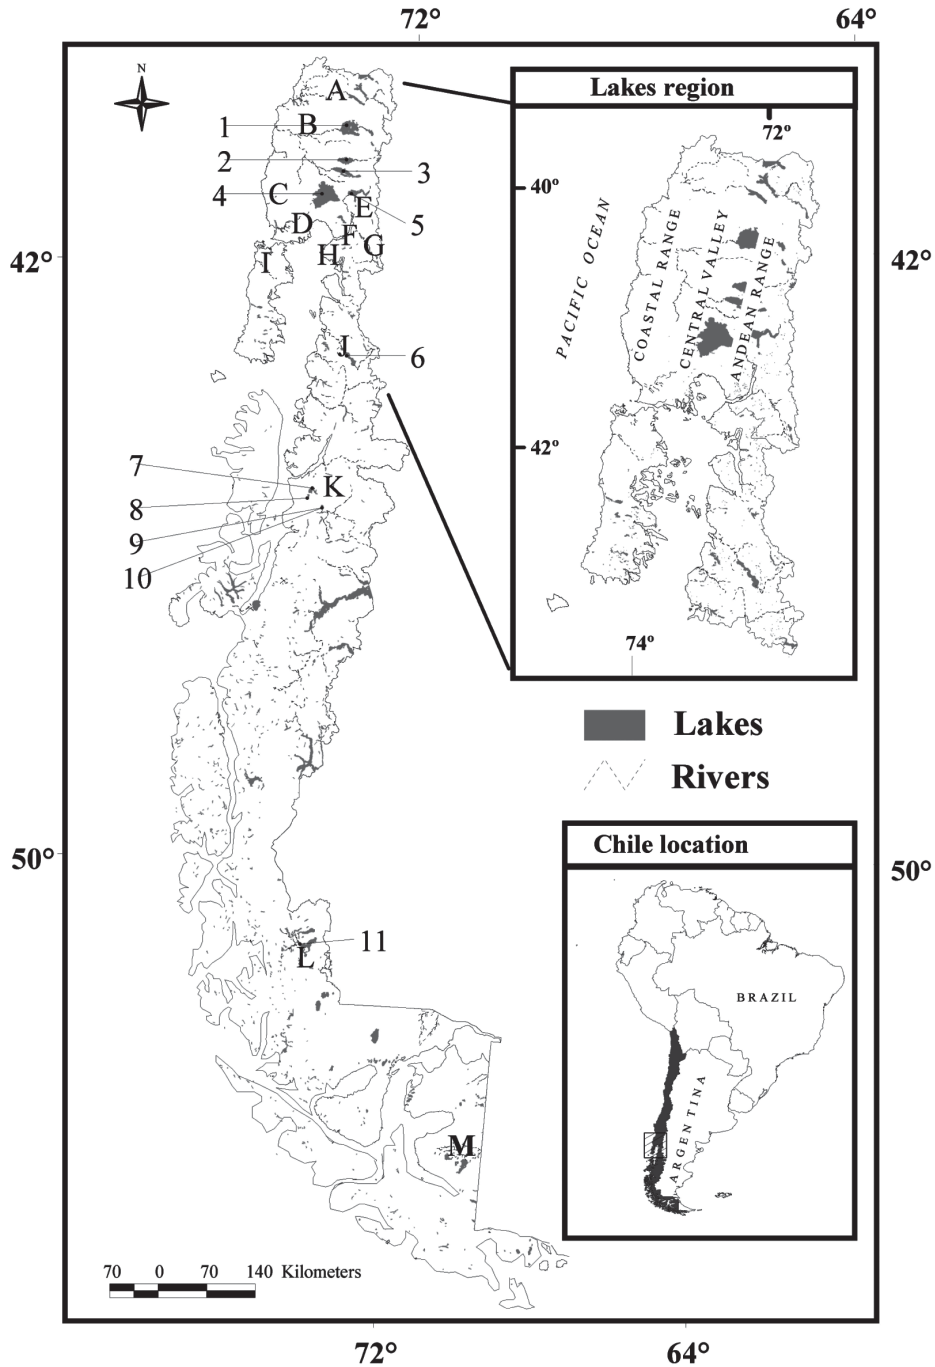 72° 64°
N
Lakes region
A
72°
B
1
2
3
40°
C
4
E
5
D
F
G
H
I
42° 42°
PACIFIC OCEAN
COASTAL RANGE
CENTRAL VALLEY
ANDEAN RANGE
J
6
42°
7
K
8
9
10
74°
Lakes
Rivers
Chile location
50° 50°
11
L
BRAZIL
ARGENTINA
M
70 0 70 140 Kilometers
72° 64°